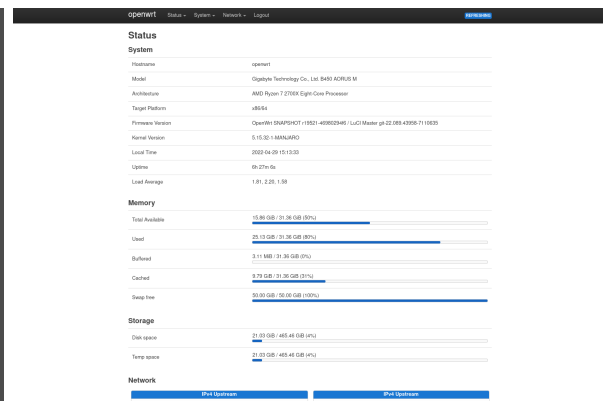 openwrt Status System Network Logout REFRESHING
Status
System
Hostname openwrt
Model Gigabyte Technology Co., Ltd. B450 AORUS M
Architecture AMD Ryzen 7 2700X Eight-Core Processor
Target Platform x86/64
Firmware Version OpenWrt SNAPSHOT r19521-4698029446 / LuCI Master git-22.088.43958-7110635
Kernel Version 5.15.32-1-MANJARO
Local Time 2022-04-29 15:13:33
Uptime 6h 27m 6s
Load Average 1.81, 2.20, 1.58
Memory
Total Available 15.86 GiB / 31.36 GiB (50%)
Used 25.13 GiB / 31.36 GiB (80%)
Buffered 3.11 MiB / 31.36 GiB (0%)
Cached 9.79 GiB / 31.36 GiB (31%)
Swap free 50.00 GiB / 50.00 GiB (100%)
Storage
Disk space 21.03 GiB / 465.46 GiB (4%)
Temp space 21.03 GiB / 465.46 GiB (4%)
Network
IPv4 Upstream IPv4 Upstream